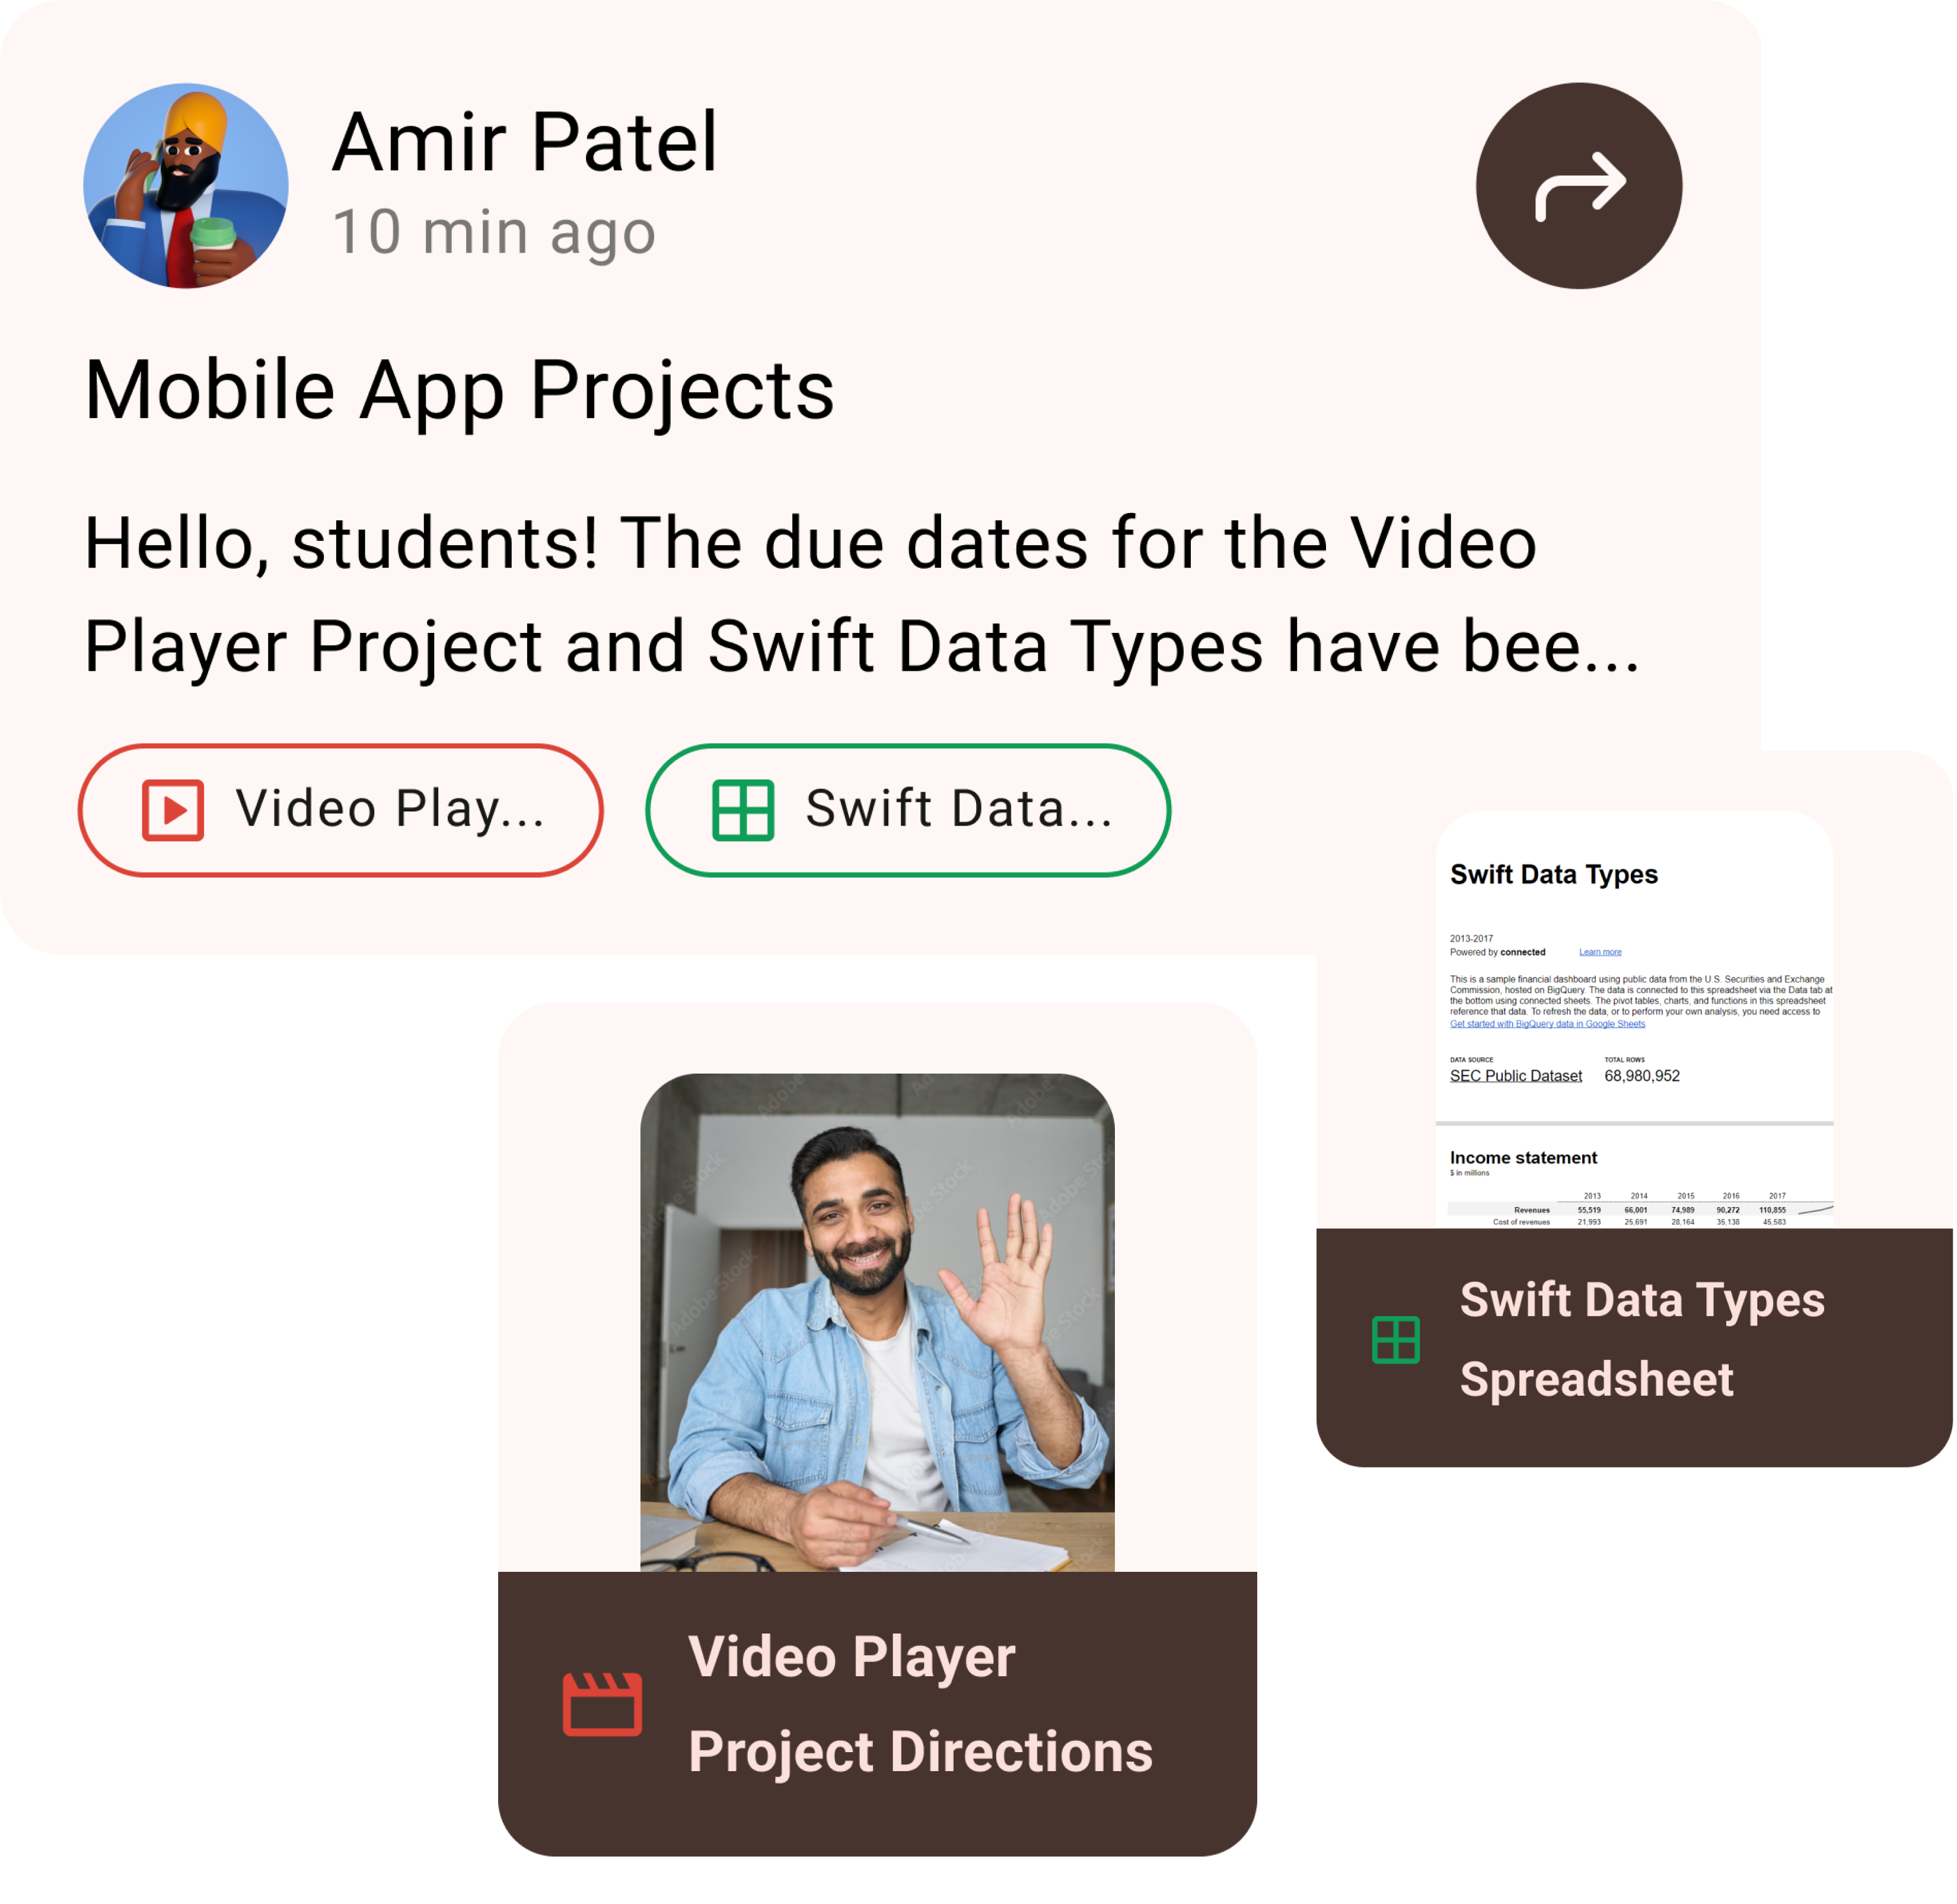 Amir Patel
10 min ago
Mobile App Projects
Hello, students! The due dates for the Video
Player Project and Swift Data Types have bee...
Video Play...
Swift Data...
Swift Data Types
2013-2017
Powered by connected Learn more
This is a sample financial dashboard using public data from the U.S. Securities and Exchange
Commission, hosted on BigQuery. The data is connected to this spreadsheet via the Data tab at
the bottom using connected sheets. The pivot tables, charts, and functions in this spreadsheet
reference that data. To refresh the data, or to perform your own analysis, you need access to
Get started with BigQuery data in Google Sheets
DATA SOURCE TOTAL ROWS
SEC Public Dataset 68,980,952
Income statement
$ in millions
2013 2014 2015 2016 2017
Revenues 55,519 66,001 74,989 90,272 110,855
Cost of revenues 21,993 25,691 28,164 35,138 45,583
Swift Data Types
Spreadsheet
Adobe Stock
Video Player
Project Directions